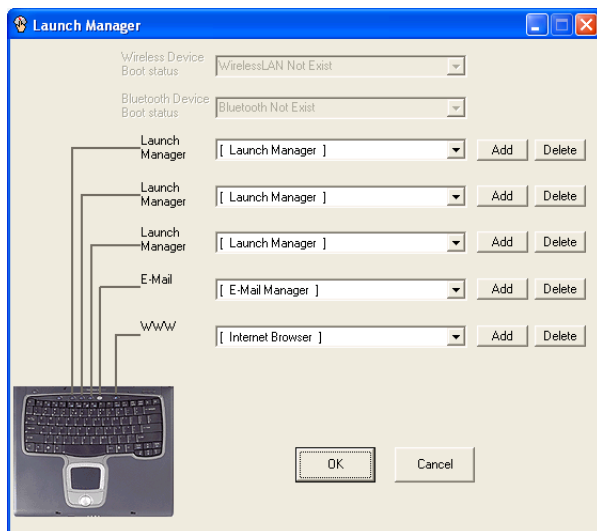 Launch Manager
Wireless Device
Boot status
WirelessLAN Not Exist
Bluetooth Device
Boot status
Bluetooth Not Exist
Launch
Manager
[ Launch Manager ]
Add
Delete
Launch
Manager
[ Launch Manager ]
Add
Delete
Launch
Manager
[ Launch Manager ]
Add
Delete
E-Mail
[ E-Mail Manager ]
Add
Delete
WWW
[ Internet Browser ]
Add
Delete
OK
Cancel